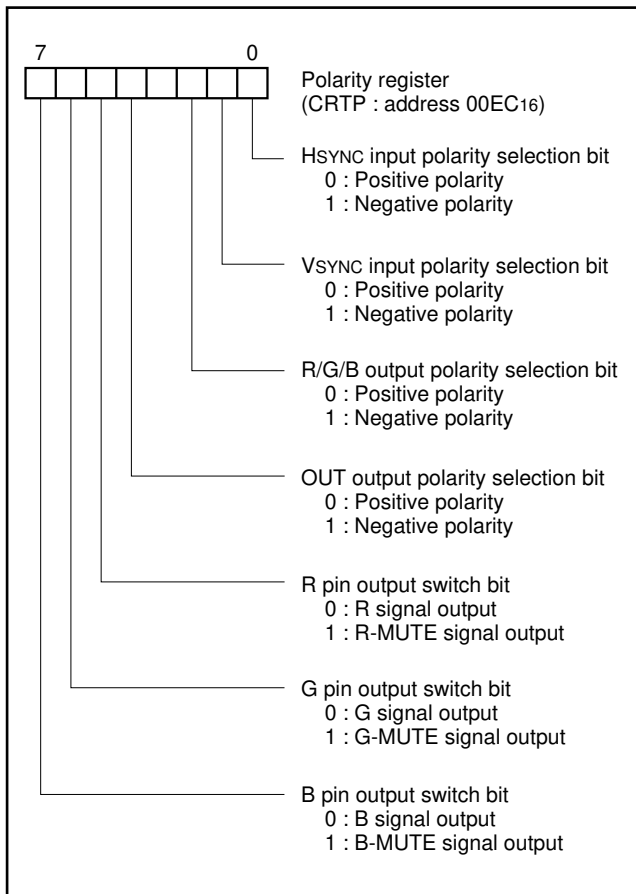 7 0
Polarity register
(CRTP : address 00EC16)
HSYNC input polarity selection bit
0 : Positive polarity
1 : Negative polarity
VSYNC input polarity selection bit
0 : Positive polarity
1 : Negative polarity
R/G/B output polarity selection bit
0 : Positive polarity
1 : Negative polarity
OUT output polarity selection bit
0 : Positive polarity
1 : Negative polarity
R pin output switch bit
0 : R signal output
1 : R-MUTE signal output
G pin output switch bit
0 : G signal output
1 : G-MUTE signal output
B pin output switch bit
0 : B signal output
1 : B-MUTE signal output